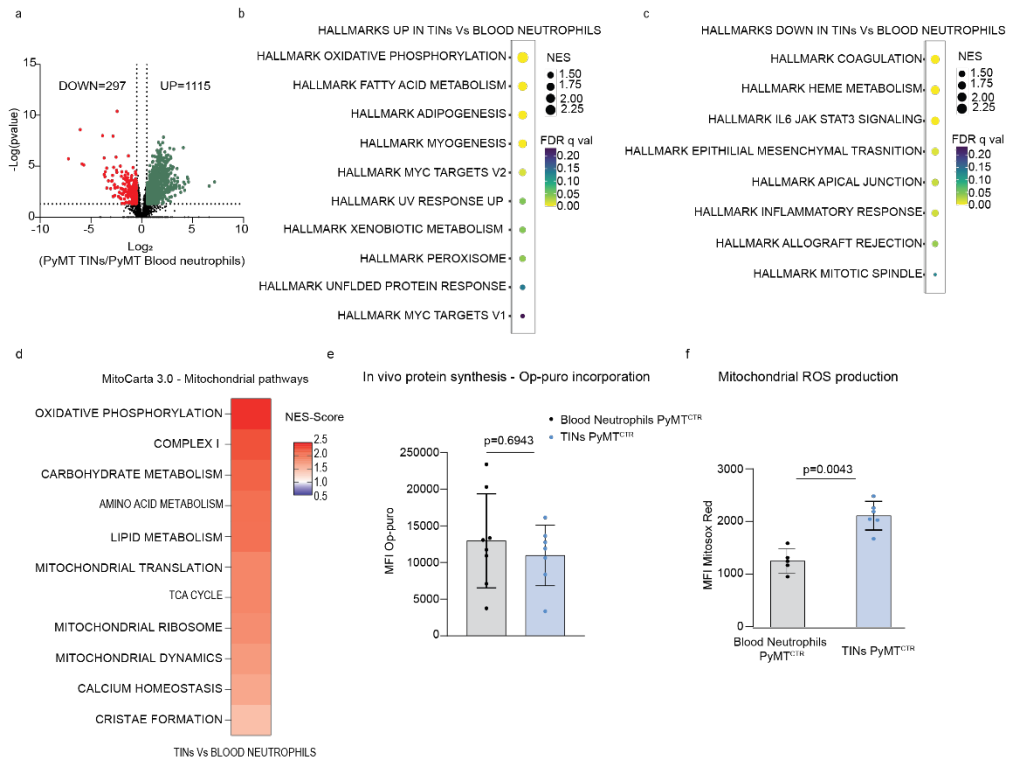 a
DOWN=297
UP=1115
-Log(pvalue)
15
10
5
0
-10
-5
0
5
10
Log₂
(PyMT TINs/PyMT Blood neutrophils)
b
HALLMARKS UP IN TINs Vs BLOOD NEUTROPHILS
HALLMARK OXIDATIVE PHOSPHORYLATION
HALLMARK FATTY ACID METABOLISM
HALLMARK ADIPOGENESIS
HALLMARK MYOGENESIS
HALLMARK MYC TARGETS V2
HALLMARK UV RESPONSE UP
HALLMARK XENOBIOTIC METABOLISM
HALLMARK PEROXISOME
HALLMARK UNFLDED PROTEIN RESPONSE
HALLMARK MYC TARGETS V1
NES
1.50
1.75
2.00
2.25
FDR q val
0.20
0.15
0.10
0.05
0.00
c
HALLMARKS DOWN IN TINs Vs BLOOD NEUTROPHILS
HALLMARK COAGULATION
HALLMARK HEME METABOLISM
HALLMARK IL6 JAK STAT3 SIGNALING
HALLMARK EPITHILIAL MESENCHYMAL TRASNITION
HALLMARK APICAL JUNCTION
HALLMARK INFLAMMATORY RESPONSE
HALLMARK ALLOGRAFT REJECTION
HALLMARK MITOTIC SPINDLE
NES
1.50
1.75
2.00
2.25
FDR q val
0.20
0.15
0.10
0.05
0.00
d
MitoCarta 3.0 - Mitochondrial pathways
OXIDATIVE PHOSPHORYLATION
COMPLEX I
CARBOHYDRATE METABOLISM
AMINO ACID METABOLISM
LIPID METABOLISM
MITOCHONDRIAL TRANSLATION
TCA CYCLE
MITOCHONDRIAL RIBOSOME
MITOCHONDRIAL DYNAMICS
CALCIUM HOMEOSTASIS
CRISTAE FORMATION
TINs Vs BLOOD NEUTROPHILS
NES-Score
2.5
2.0
1.5
1.0
0.5
e
In vivo protein synthesis - Op-puro incorporation
Blood Neutrophils PyMTᶜᵀᴿ
TINs PyMTᶜᵀᴿ
p=0.6943
MFI Op-puro
25000
20000
15000
10000
5000
0
f
Mitochondrial ROS production
p=0.0043
MFI Mitosox Red
3000
2000
1000
0
Blood Neutrophils
PyMTᶜᵀᴿ
TINs PyMTᶜᵀᴿ